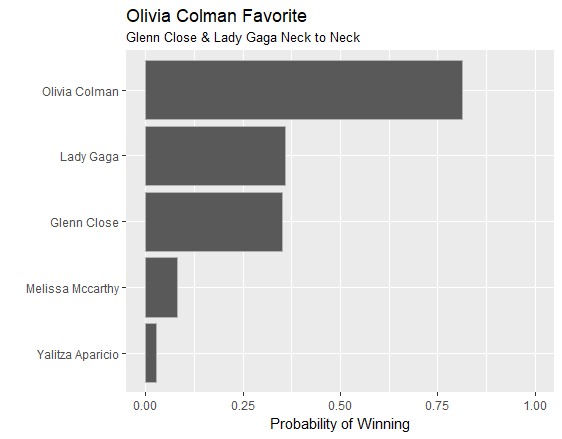 Olivia Colman Favorite
Glenn Close & Lady Gaga Neck to Neck
Olivia Colman
Lady Gaga
Glenn Close
Melissa Mccarthy
Yalitza Aparicio
0.00 0.25 0.50 0.75 1.00
Probability of Winning